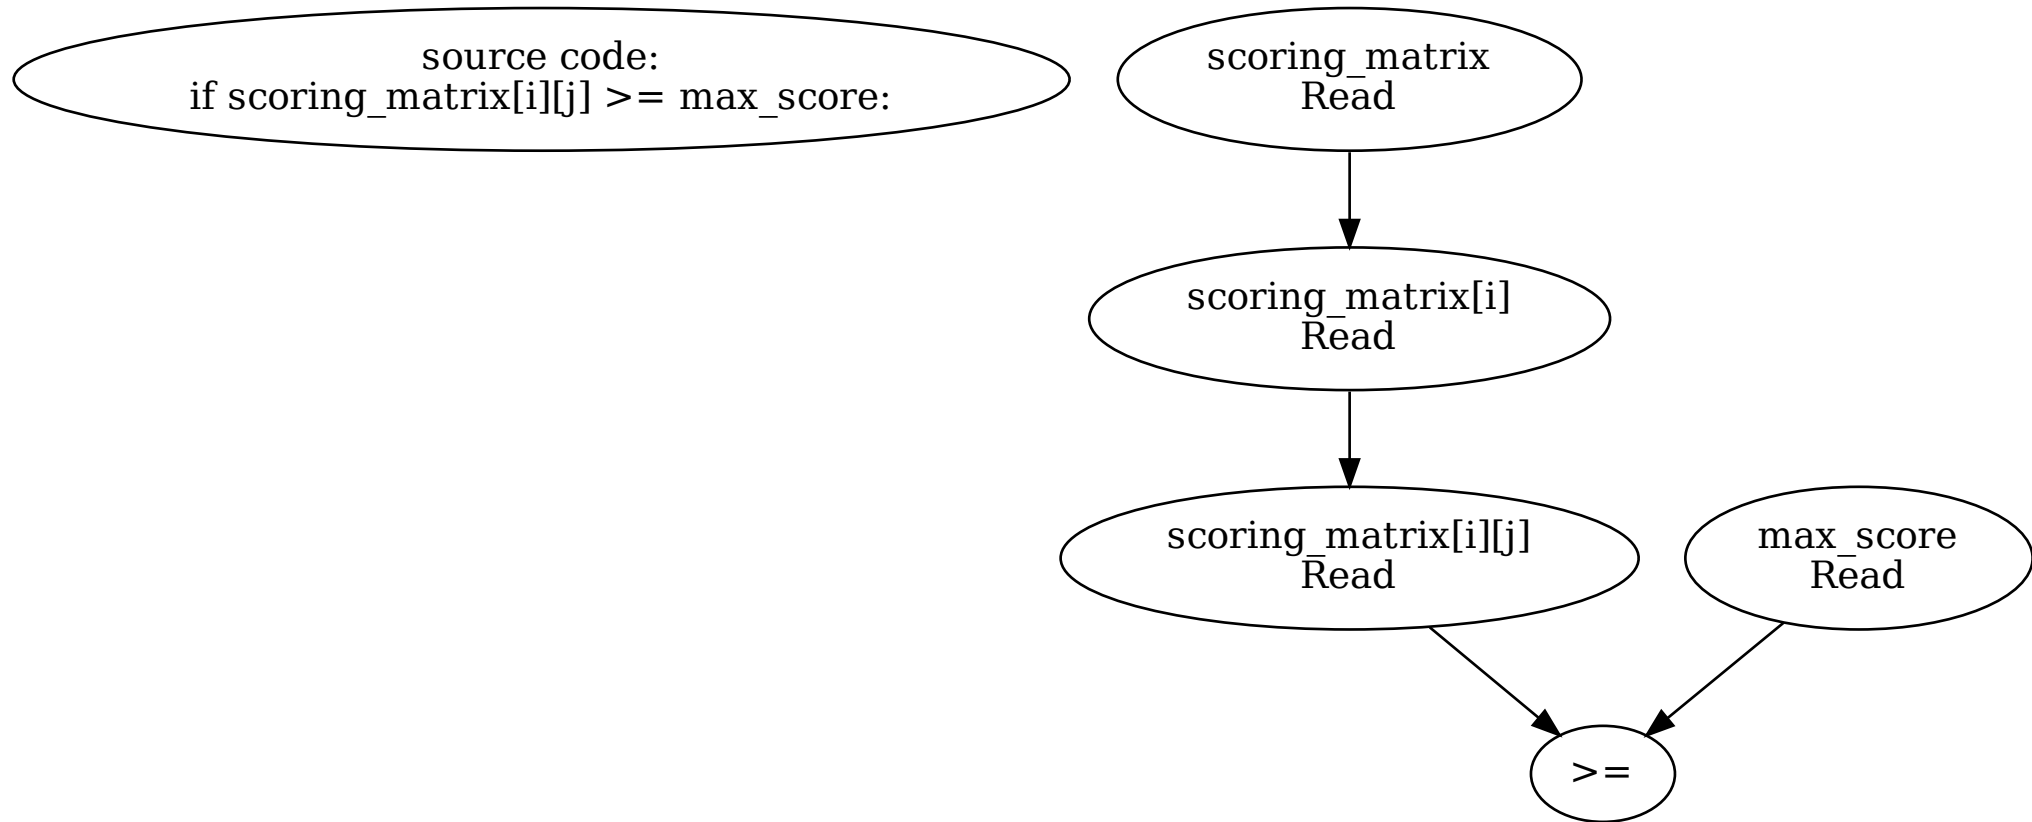 source code:
if scoring_matrix[i][j] >= max_score:
scoring_matrix
Read
scoring_matrix[i]
Read
scoring_matrix[i][j]
Read
max_score
Read
>=